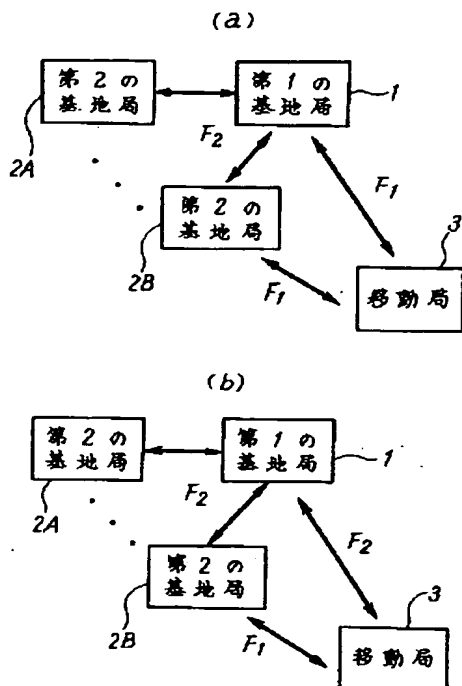 (a)
第2の
基地局
第1の
基地局
1
2A
F2
F1
第2の
基地局
2B
3
F1
移動局
(b)
第2の
基地局
第1の
基地局
1
2A
F2
F2
第2の
基地局
2B
3
F1
移動局